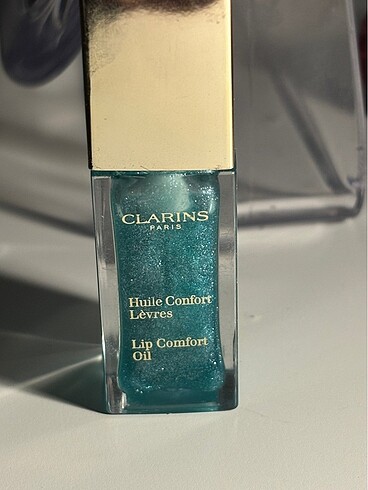 CLARINS
PARIS
Huile Confort
Lèvres
Lip Comfort
Oil